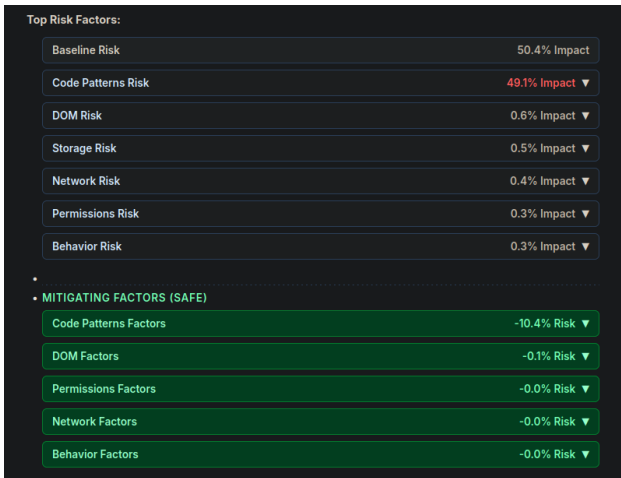 Top Risk Factors:
Baseline Risk 50.4% Impact
Code Patterns Risk 49.1% Impact ▼
DOM Risk 0.6% Impact ▼
Storage Risk 0.5% Impact ▼
Network Risk 0.4% Impact ▼
Permissions Risk 0.3% Impact ▼
Behavior Risk 0.3% Impact ▼
•
• MITIGATING FACTORS (SAFE)
Code Patterns Factors -10.4% Risk ▼
DOM Factors -0.1% Risk ▼
Permissions Factors -0.0% Risk ▼
Network Factors -0.0% Risk ▼
Behavior Factors -0.0% Risk ▼